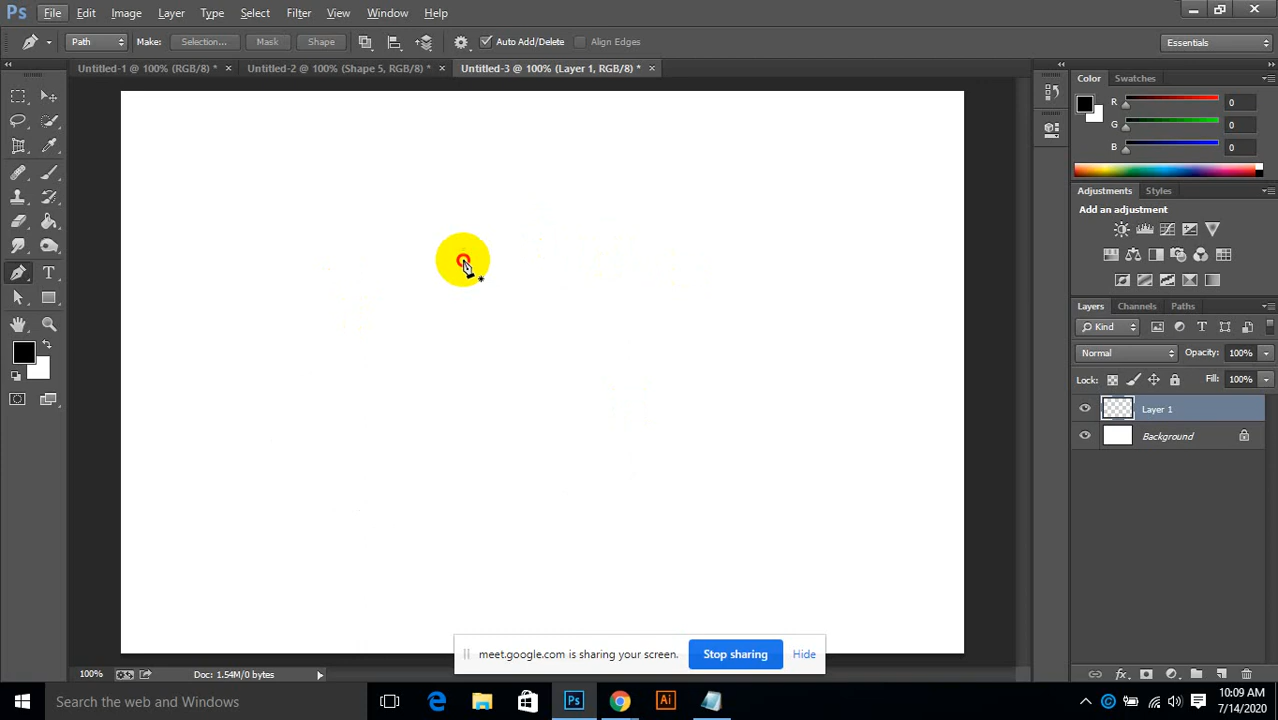 Ps File Edit Image Layer Type Select Filter View Window Help
Path Make: Selection... Mask Shape Auto Add/Delete Align Edges Essentials
Untitled-1 @ 100% (RGB/8) * × Untitled-2 @ 100% (Shape 5, RGB/8) * × Untitled-3 @ 100% (Layer 1, RGB/8) * ×
Color Swatches
R 0
G 0
B 0
Adjustments Styles
Add an adjustment
Layers Channels Paths
Kind
Normal Opacity: 100%
Lock: Fill: 100%
Layer 1
Background
meet.google.com is sharing your screen. Stop sharing Hide
100% Doc: 1.54M/0 bytes
Search the web and Windows
10:09 AM
7/14/2020